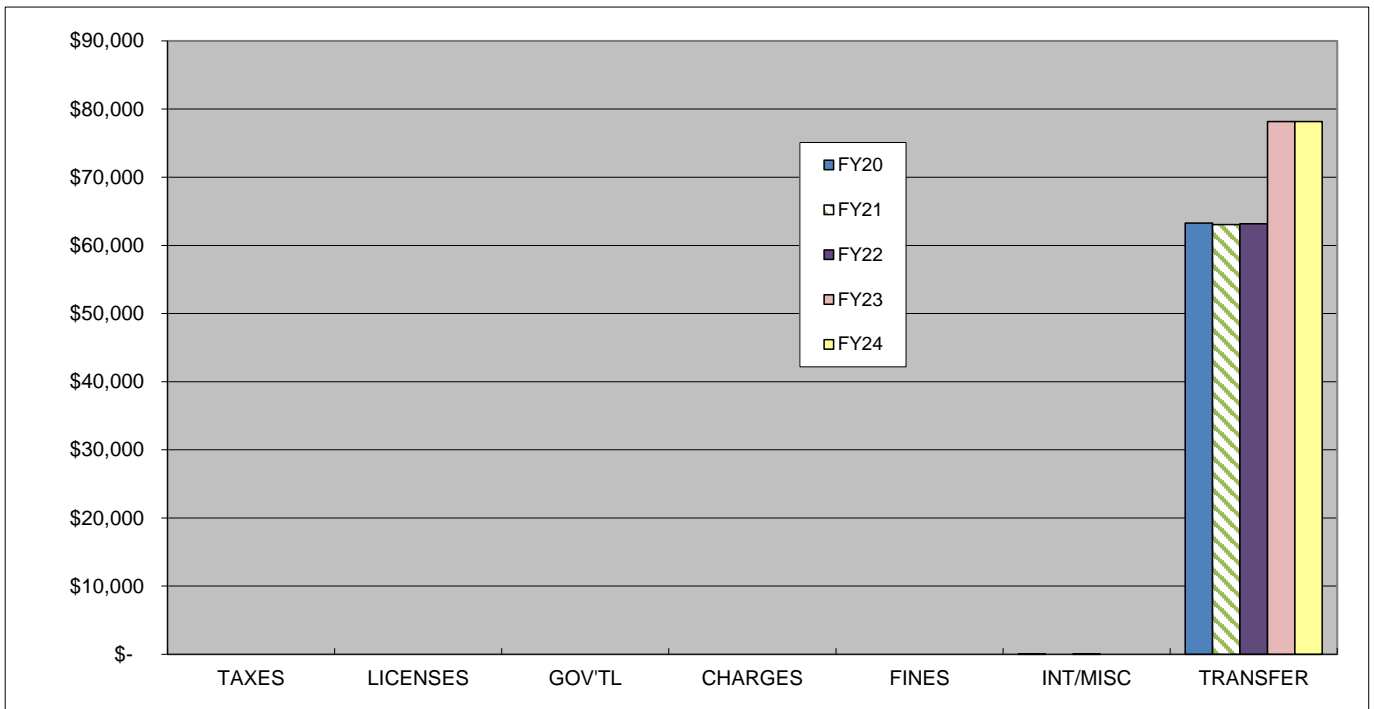 $90,000
$80,000
$70,000
$60,000
$50,000
$40,000
$30,000
$20,000
$10,000
$-
FY20
FY21
FY22
FY23
FY24
TAXES LICENSES GOV'TL CHARGES FINES INT/MISC TRANSFER